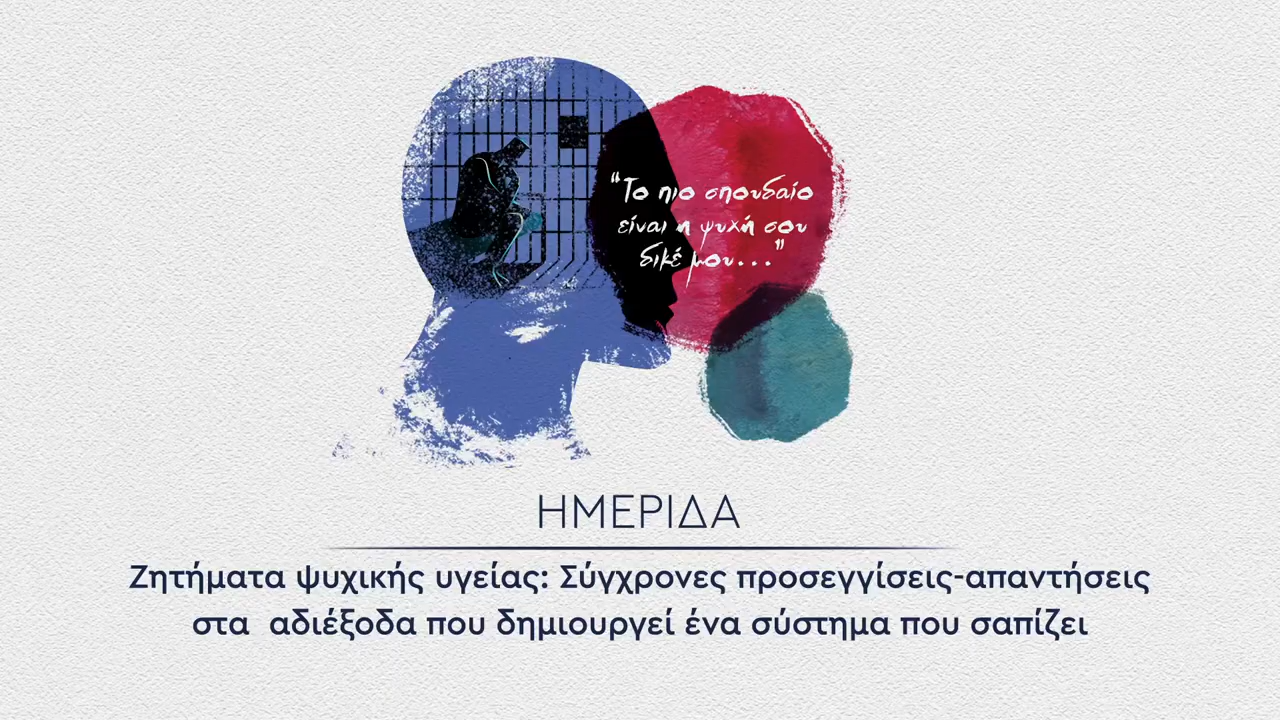 "Το πιο σπουδαίο
είναι η ψυχή σου
δικέ μου..."
ΗΜΕΡΙΔΑ
Ζητήματα ψυχικής υγείας: Σύγχρονες προσεγγίσεις-απαντήσεις
στα αδιέξοδα που δημιουργεί ένα σύστημα που σαπίζει